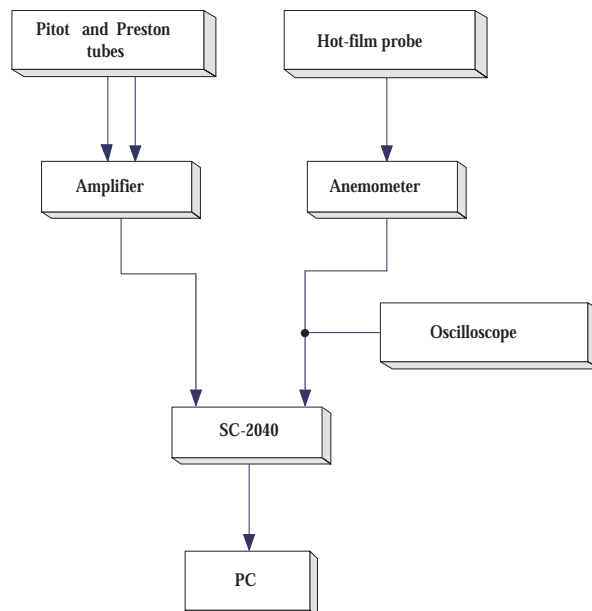 Pitot and Preston
tubes
Hot-film probe
Amplifier
Anemometer
Oscilloscope
SC-2040
PC